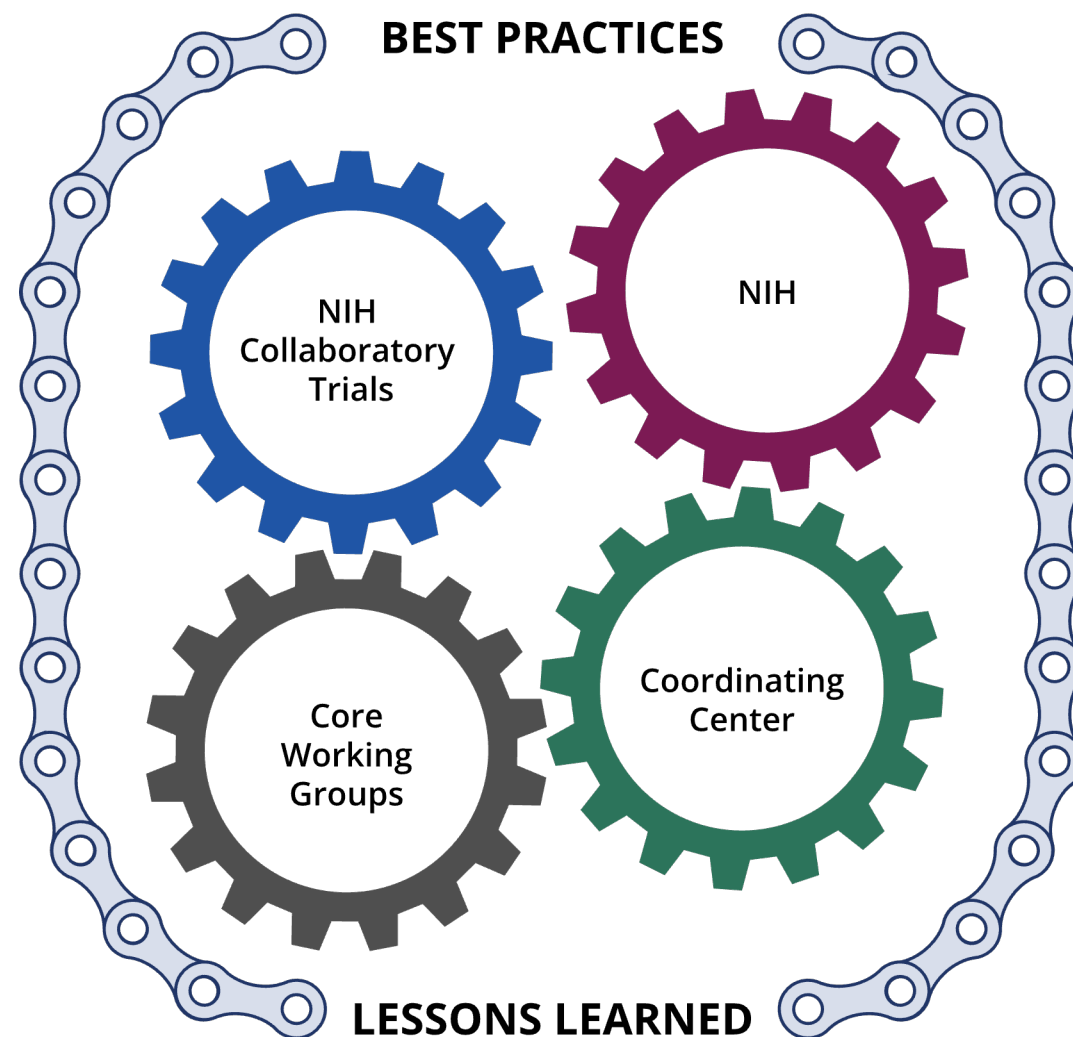 BEST PRACTICES
NIH
Collaboratory
Trials
NIH
Core
Working
Groups
Coordinating
Center
LESSONS LEARNED